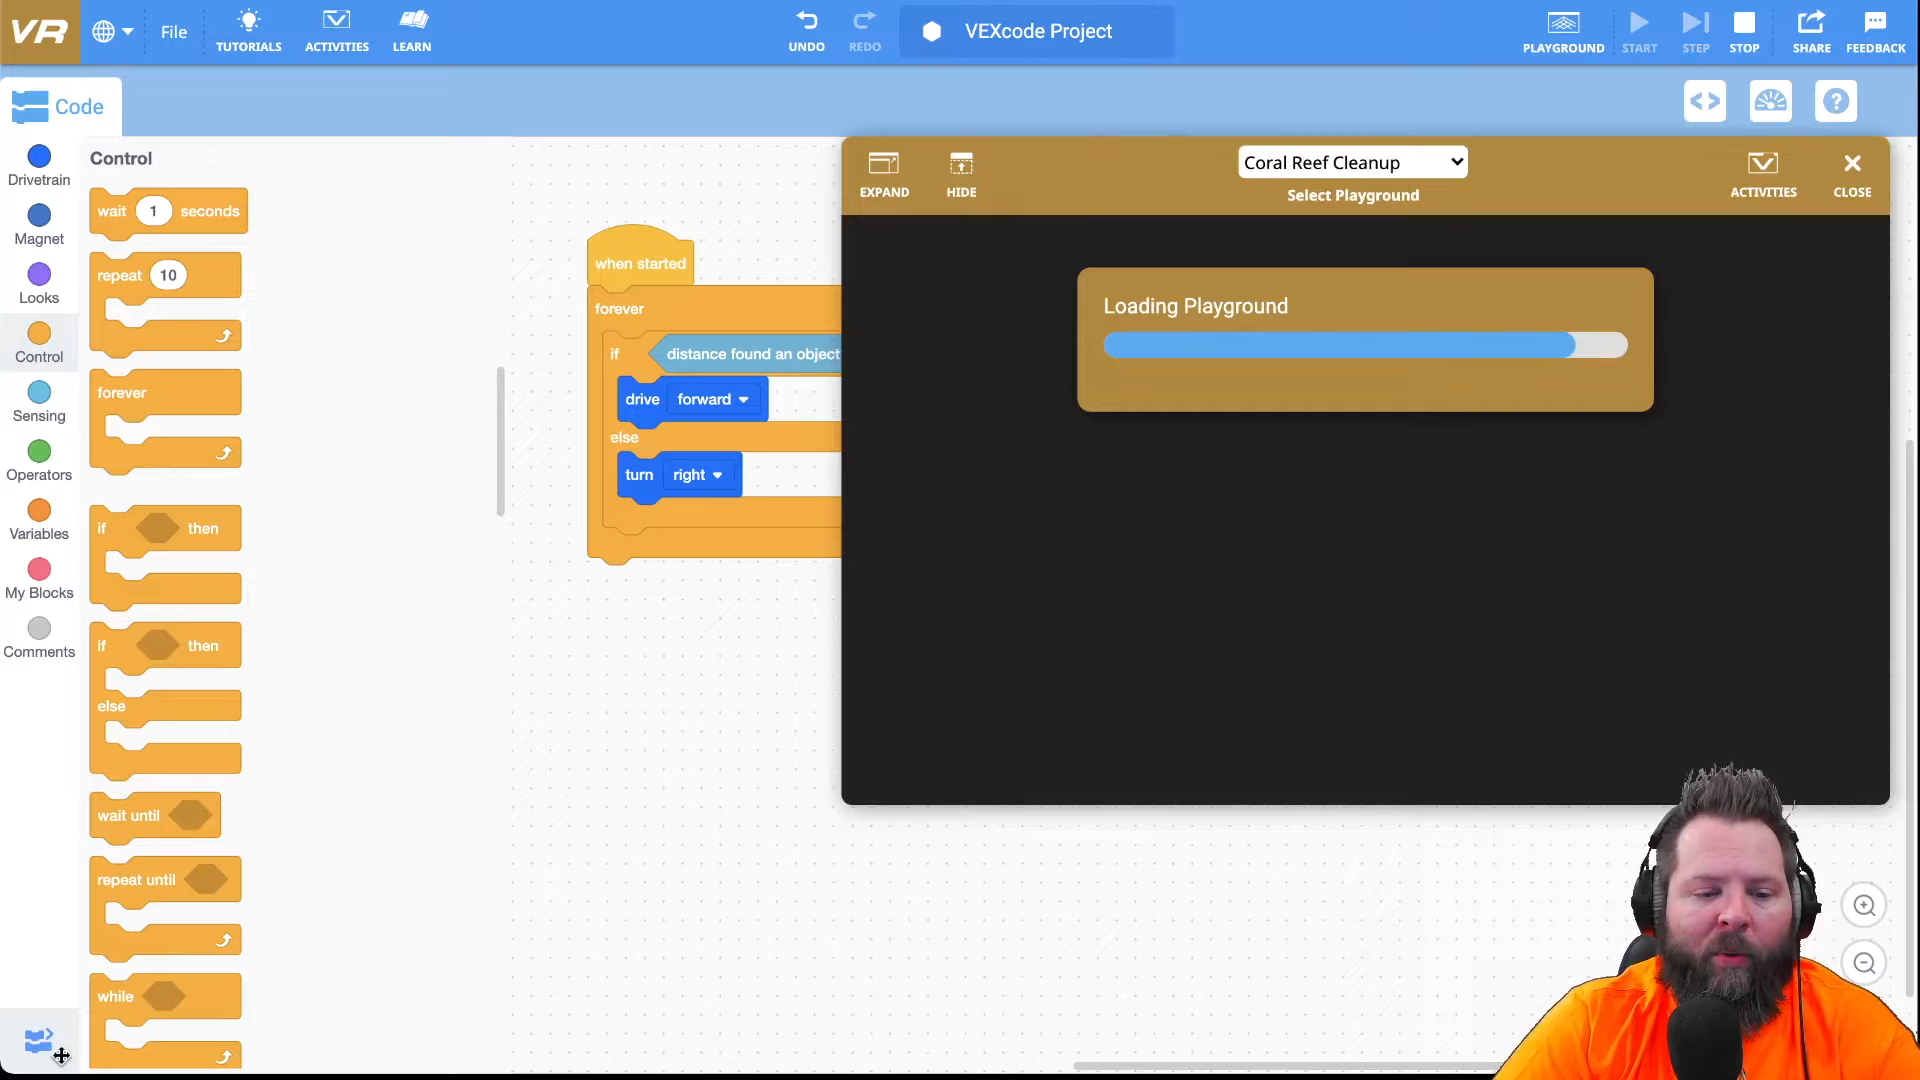 VR
File
TUTORIALS
ACTIVITIES
LEARN
UNDO
REDO
VEXcode Project
PLAYGROUND
START
STEP
STOP
SHARE
FEEDBACK
Code
Drivetrain
Magnet
Looks
Control
Sensing
Operators
Variables
My Blocks
Comments
Control
wait 1 seconds
repeat 10
forever
if then
if then
else
wait until
repeat until
while
when started
forever
if distance found an object
drive forward
else
turn right
EXPAND
HIDE
Coral Reef Cleanup
Select Playground
ACTIVITIES
CLOSE
Loading Playground